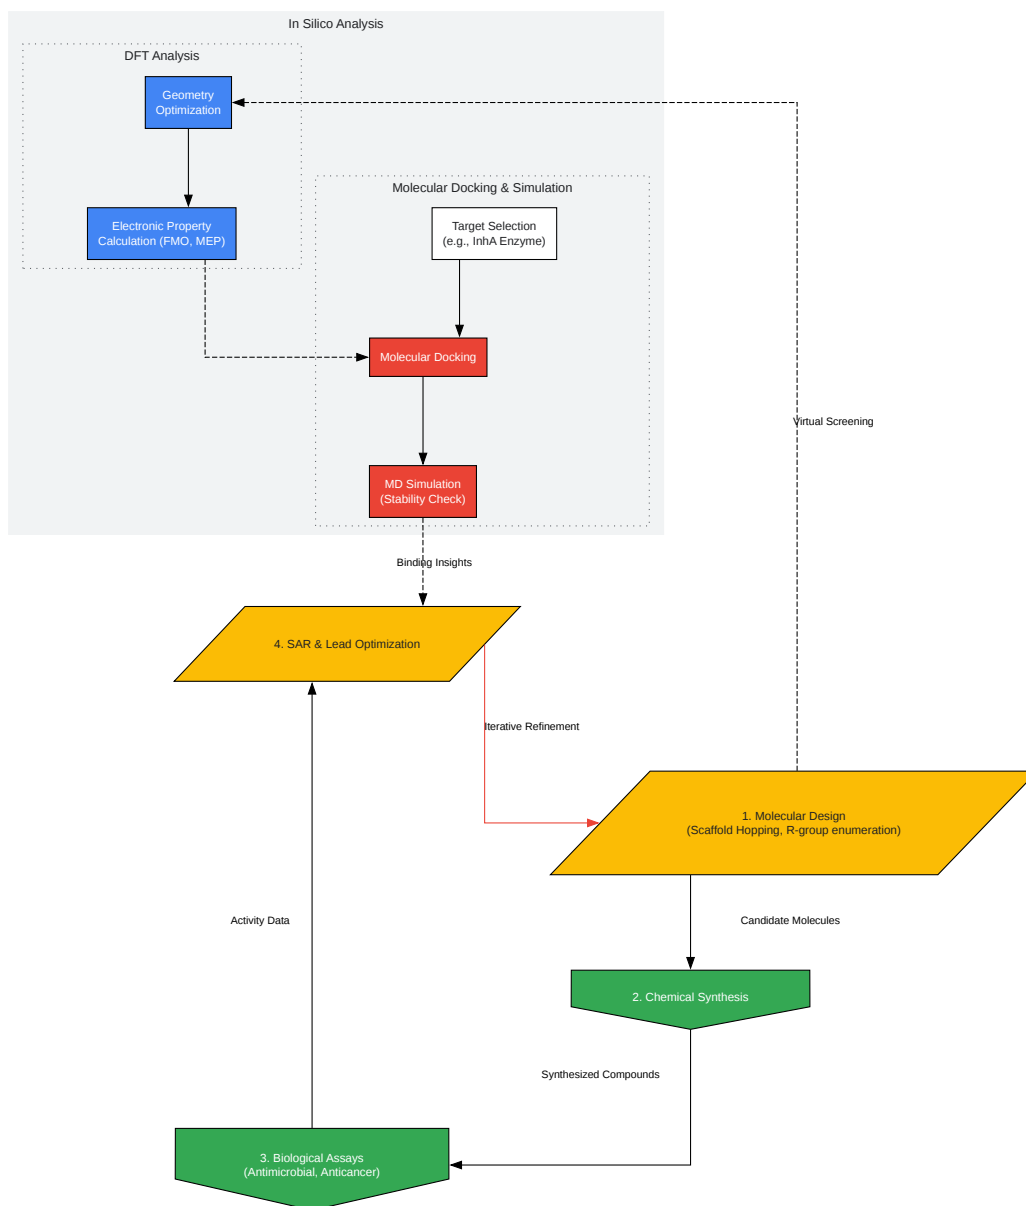 In Silico Analysis
DFT Analysis
Geometry
Optimization
Electronic Property
Calculation (FMO, MEP)
Molecular Docking & Simulation
Target Selection
(e.g., InhA Enzyme)
Molecular Docking
MD Simulation
(Stability Check)
Virtual Screening
Binding Insights
4. SAR & Lead Optimization
Iterative Refinement
1. Molecular Design
(Scaffold Hopping, R-group enumeration)
Activity Data
Candidate Molecules
2. Chemical Synthesis
Synthesized Compounds
3. Biological Assays
(Antimicrobial, Anticancer)